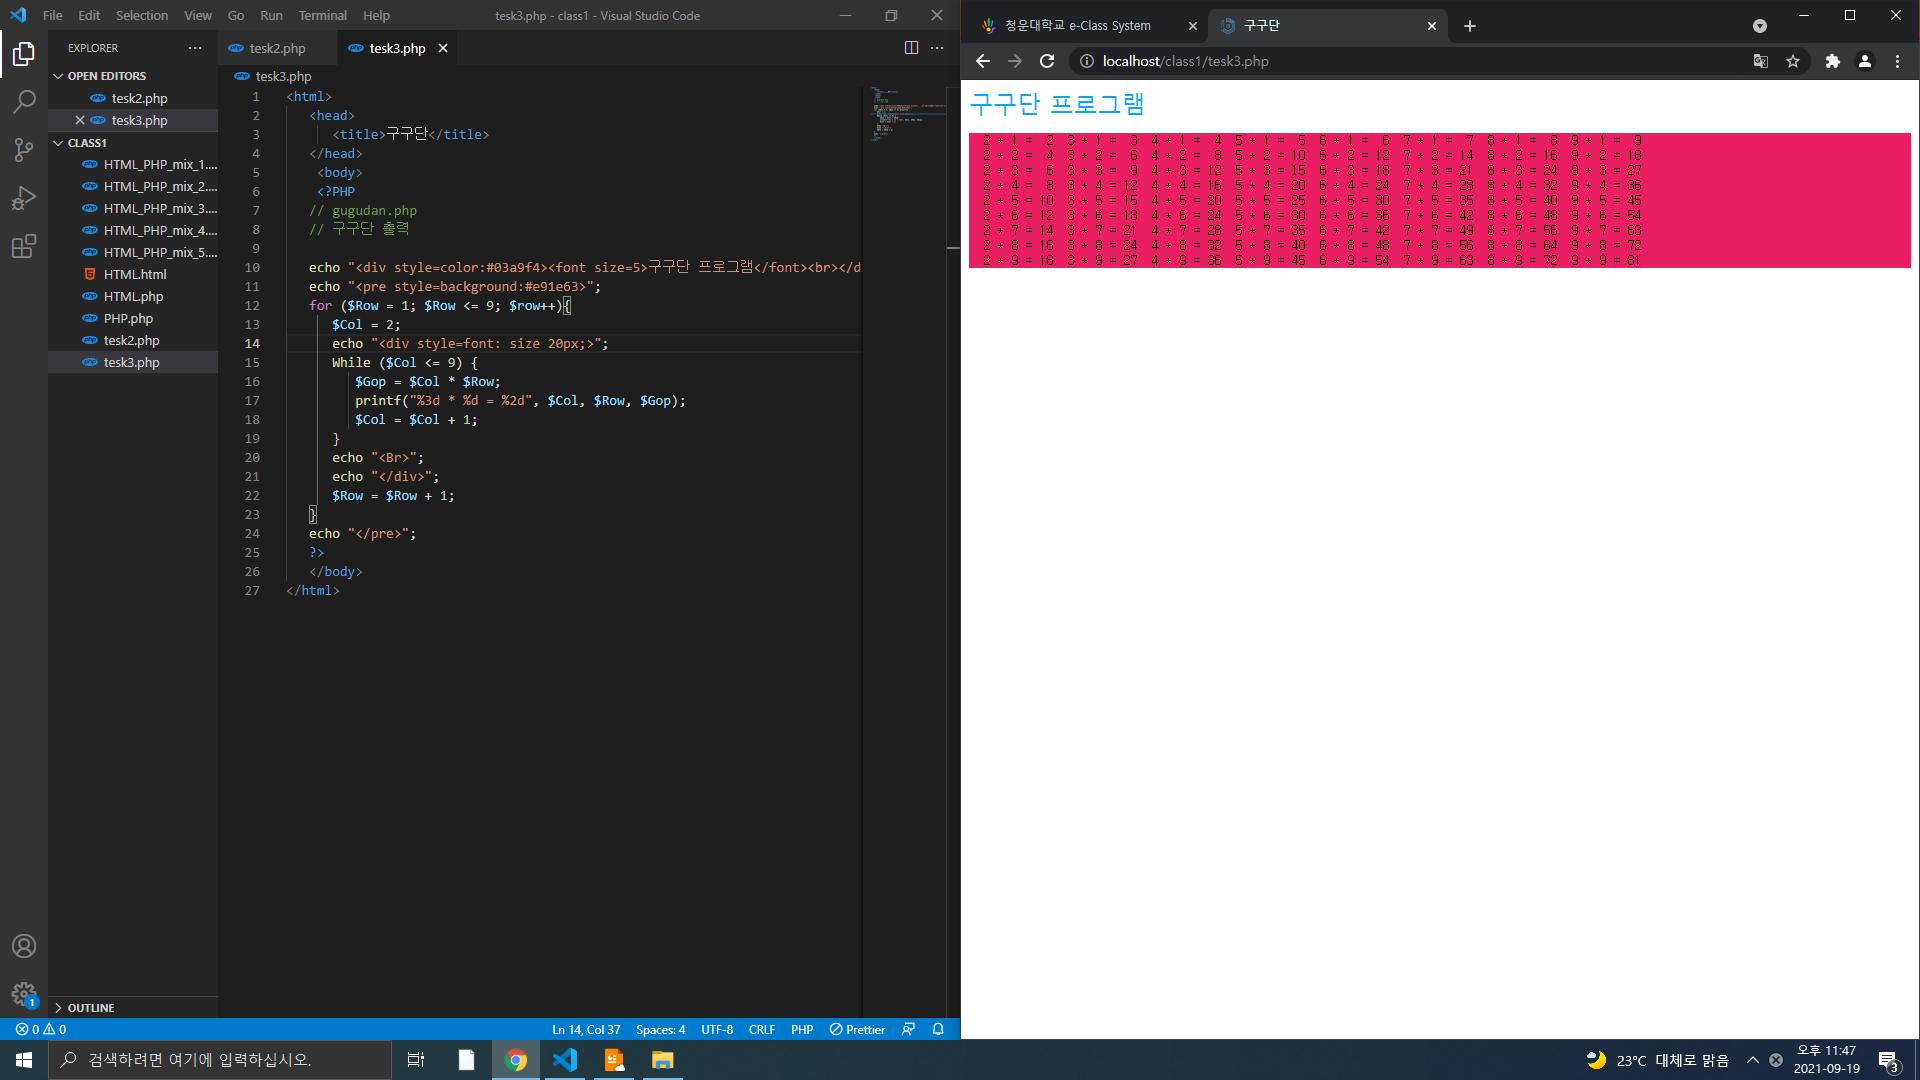 File Edit Selection View Go Run Terminal Help
tesk3.php - class1 - Visual Studio Code
EXPLORER
OPEN EDITORS
tesk2.php
tesk3.php
CLASS1
HTML_PHP_mix_1....
HTML_PHP_mix_2....
HTML_PHP_mix_3....
HTML_PHP_mix_4....
HTML_PHP_mix_5....
HTML.html
HTML.php
PHP.php
tesk2.php
tesk3.php
OUTLINE
tesk2.php
tesk3.php
tesk3.php
1 <html>
2 <head>
3 <title>구구단</title>
4 </head>
5 <body>
6 <?PHP
7 // gugudan.php
8 // 구구단 출력
9
10 echo "<div style=color:#03a9f4><font size=5>구구단 프로그램</font><br></d
11 echo "<pre style=background:#e91e63>";
12 for ($Row = 1; $Row <= 9; $row++){
13 $Col = 2;
14 echo "<div style=font: size 20px;>";
15 While ($Col <= 9) {
16 $Gop = $Col * $Row;
17 printf("%3d * %d = %2d", $Col, $Row, $Gop);
18 $Col = $Col + 1;
19 }
20 echo "<Br>";
21 echo "</div>";
22 $Row = $Row + 1;
23 }
24 echo "</pre>";
25 ?>
26 </body>
27 </html>
0 0
1
Ln 14, Col 37 Spaces: 4 UTF-8 CRLF PHP Prettier
청운대학교 e-Class System
구구단
localhost/class1/tesk3.php
구구단 프로그램
2 * 1 = 2 3 * 1 = 3 4 * 1 = 4 5 * 1 = 5 6 * 1 = 6 7 * 1 = 7 8 * 1 = 8 9 * 1 = 9
2 * 2 = 4 3 * 2 = 6 4 * 2 = 8 5 * 2 = 10 6 * 2 = 12 7 * 2 = 14 8 * 2 = 16 9 * 2 = 18
2 * 3 = 6 3 * 3 = 9 4 * 3 = 12 5 * 3 = 15 6 * 3 = 18 7 * 3 = 21 8 * 3 = 24 9 * 3 = 27
2 * 4 = 8 3 * 4 = 12 4 * 4 = 16 5 * 4 = 20 6 * 4 = 24 7 * 4 = 28 8 * 4 = 32 9 * 4 = 36
2 * 5 = 10 3 * 5 = 15 4 * 5 = 20 5 * 5 = 25 6 * 5 = 30 7 * 5 = 35 8 * 5 = 40 9 * 5 = 45
2 * 6 = 12 3 * 6 = 18 4 * 6 = 24 5 * 6 = 30 6 * 6 = 36 7 * 6 = 42 8 * 6 = 48 9 * 6 = 54
2 * 7 = 14 3 * 7 = 21 4 * 7 = 28 5 * 7 = 35 6 * 7 = 42 7 * 7 = 49 8 * 7 = 56 9 * 7 = 63
2 * 8 = 16 3 * 8 = 24 4 * 8 = 32 5 * 8 = 40 6 * 8 = 48 7 * 8 = 56 8 * 8 = 64 9 * 8 = 72
2 * 9 = 18 3 * 9 = 27 4 * 9 = 36 5 * 9 = 45 6 * 9 = 54 7 * 9 = 63 8 * 9 = 72 9 * 9 = 81
검색하려면 여기에 입력하십시오.
23°C 대체로 맑음
오후 11:47
2021-09-19
3